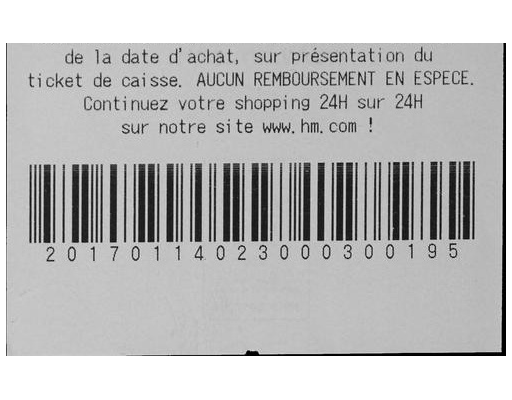 de la date d'achat, sur présentation du
ticket de caisse. AUCUN REMBOURSEMENT EN ESPECE.
Continuez votre shopping 24H sur 24H
sur notre site www.hm.com !
20170114023000300195